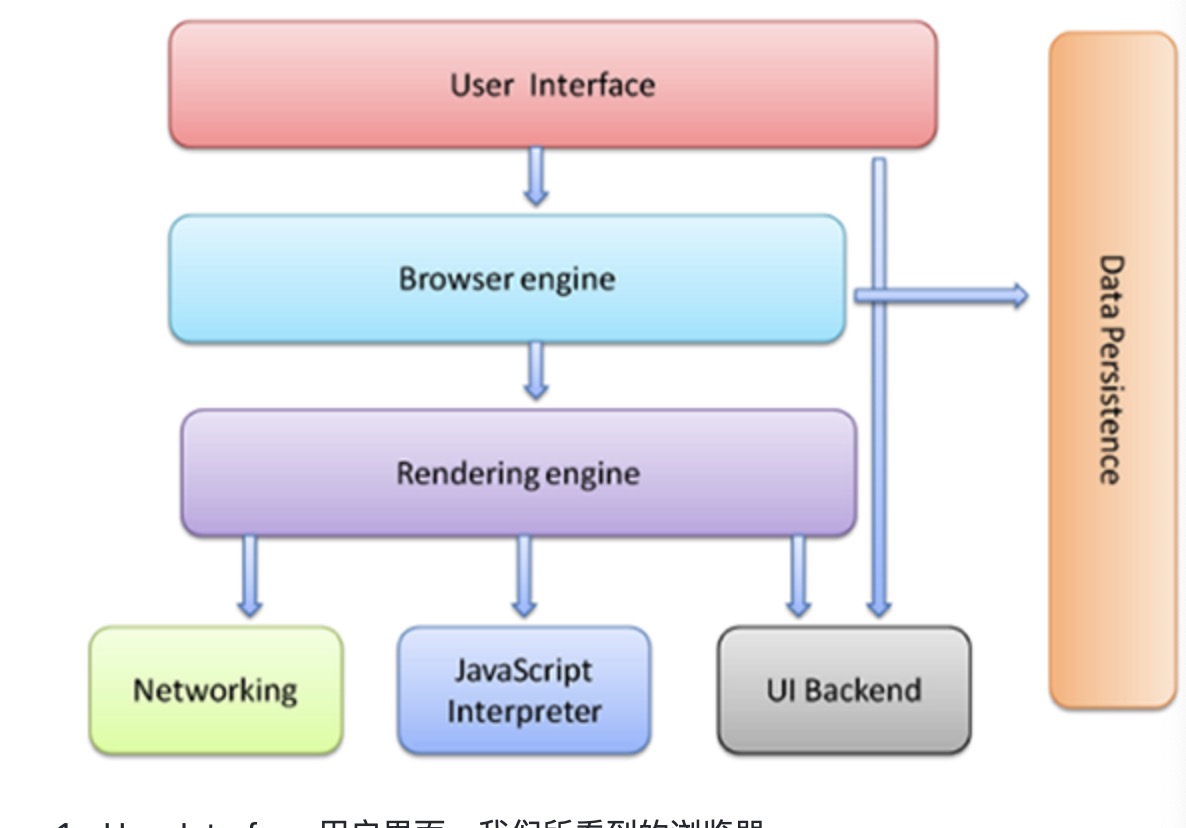 User Interface
Browser engine
Data Persistence
Rendering engine
Networking
JavaScript
Interpreter
UI Backend
1. User Interface 用户界面，我们所看到的浏览器